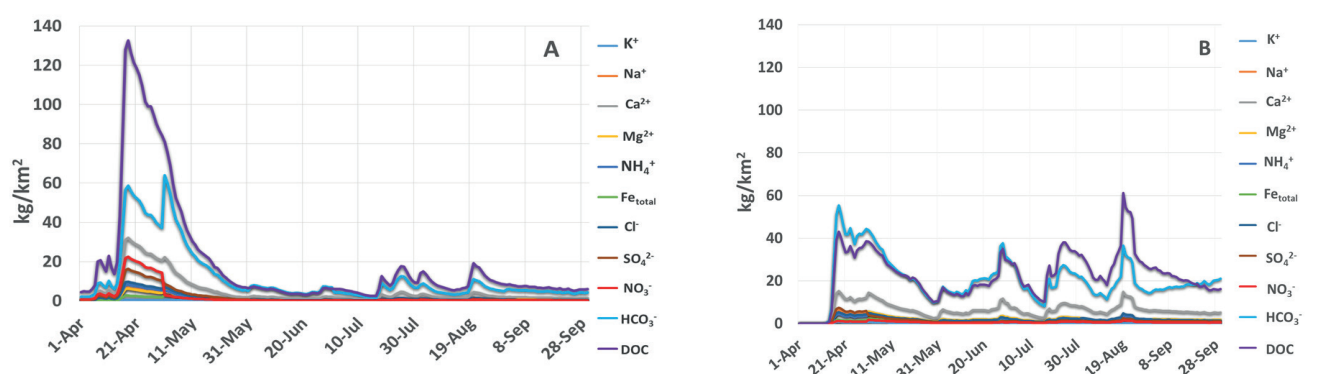 140
120
100
80
60
40
20
0
kg/km²
1-Apr
21-Apr
11-May
31-May
20-Jun
10-Jul
30-Jul
19-Aug
8-Sep
28-Sep
A
K⁺
Na⁺
Ca²⁺
Mg²⁺
NH₄⁺
Fe_total
Cl⁻
SO₄²⁻
NO₃⁻
HCO₃⁻
DOC
140
120
100
80
60
40
20
0
kg/km²
1-Apr
21-Apr
11-May
31-May
20-Jun
10-Jul
30-Jul
19-Aug
8-Sep
28-Sep
B
K⁺
Na⁺
Ca²⁺
Mg²⁺
NH₄⁺
Fe_total
Cl⁻
SO₄²⁻
NO₃⁻
HCO₃⁻
DOC